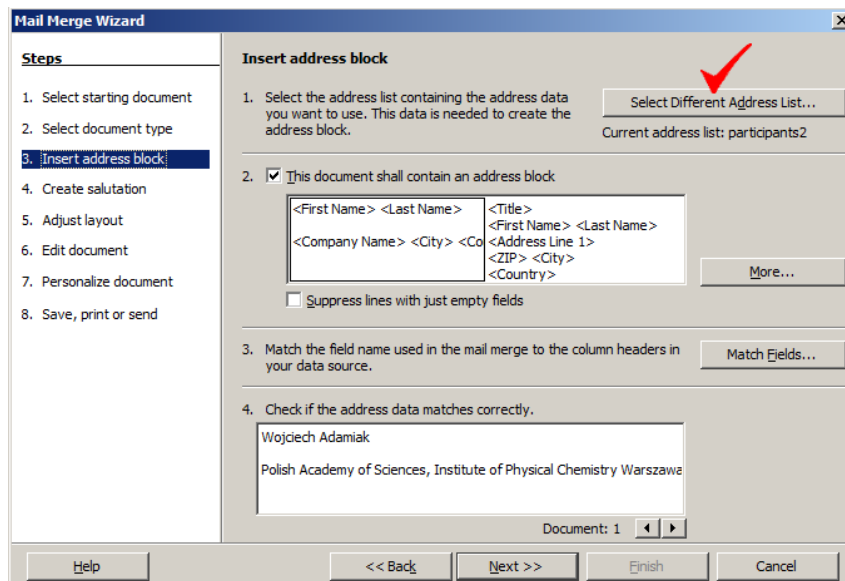 Mail Merge Wizard
Steps
1. Select starting document
2. Select document type
3. Insert address block
4. Create salutation
5. Adjust layout
6. Edit document
7. Personalize document
8. Save, print or send
Insert address block
1. Select the address list containing the address data
you want to use. This data is needed to create the
address block.
Select Different Address List...
Current address list: participants2
2. This document shall contain an address block
<First Name> <Last Name>
<Company Name> <City> <Co
<Title>
<First Name> <Last Name>
<Address Line 1>
<ZIP> <City>
<Country>
More...
Suppress lines with just empty fields
3. Match the field name used in the mail merge to the column headers in
your data source.
Match Fields...
4. Check if the address data matches correctly.
Wojciech Adamiak
Polish Academy of Sciences, Institute of Physical Chemistry Warszawa
Document: 1
Help
<< Back
Next >>
Finish
Cancel